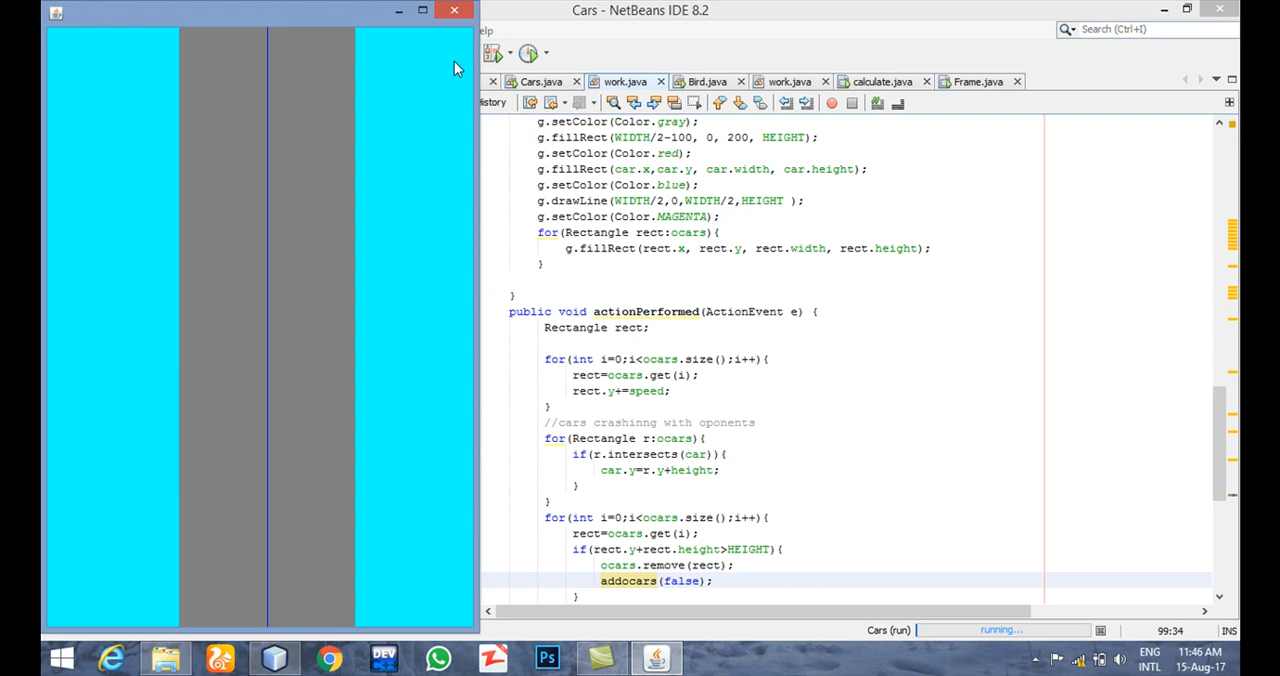 Cars - NetBeans IDE 8.2
elp
Search (Ctrl+I)
Cars.java
work.java
Bird.java
work.java
calculate.java
Frame.java
History
g.setColor(Color.gray);
g.fillRect(WIDTH/2-100, 0, 200, HEIGHT);
g.setColor(Color.red);
g.fillRect(car.x,car.y, car.width, car.height);
g.setColor(Color.blue);
g.drawLine(WIDTH/2,0,WIDTH/2,HEIGHT );
g.setColor(Color.MAGENTA);
for(Rectangle rect:ocars){
g.fillRect(rect.x, rect.y, rect.width, rect.height);
}
}
public void actionPerformed(ActionEvent e) {
Rectangle rect;
for(int i=0;i<ocars.size();i++){
rect=ocars.get(i);
rect.y+=speed;
}
//cars crashinng with oponents
for(Rectangle r:ocars){
if(r.intersects(car)){
car.y=r.y+height;
}
}
for(int i=0;i<ocars.size();i++){
rect=ocars.get(i);
if(rect.y+rect.height>HEIGHT){
ocars.remove(rect);
addocars(false);
}
Cars (run)
running...
99:34
INS
DEV
Ps
ENG
INTL
11:46 AM
15-Aug-17